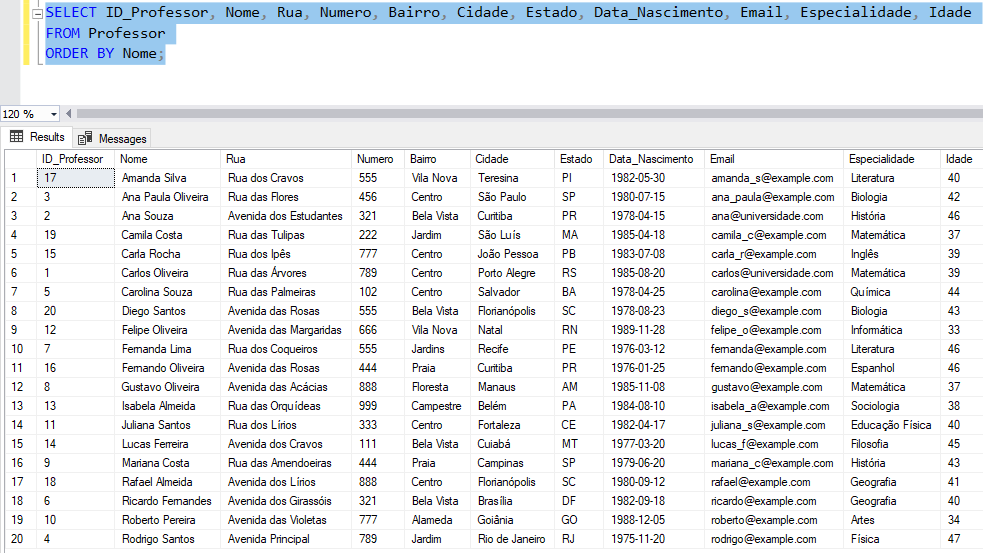 SELECT ID_Professor, Nome, Rua, Numero, Bairro, Cidade, Estado, Data_Nascimento, Email, Especialidade, Idade
FROM Professor
ORDER BY Nome;
120 %
Results Messages
ID_Professor Nome Rua Numero Bairro Cidade Estado Data_Nascimento Email Especialidade Idade
1 17 Amanda Silva Rua dos Cravos 555 Vila Nova Teresina PI 1982-05-30 amanda_s@example.com Literatura 40
2 3 Ana Paula Oliveira Rua das Flores 456 Centro São Paulo SP 1980-07-15 ana_paula@example.com Biologia 42
3 2 Ana Souza Avenida dos Estudantes 321 Bela Vista Curitiba PR 1978-04-15 ana@universidade.com História 46
4 19 Camila Costa Rua das Tulipas 222 Jardim São Luís MA 1985-04-18 camila_c@example.com Matemática 37
5 15 Carla Rocha Rua dos Ipês 777 Centro João Pessoa PB 1983-07-08 carla_r@example.com Inglês 39
6 1 Carlos Oliveira Rua das Árvores 789 Centro Porto Alegre RS 1985-08-20 carlos@universidade.com Matemática 39
7 5 Carolina Souza Rua das Palmeiras 102 Centro Salvador BA 1978-04-25 carolina@example.com Química 44
8 20 Diego Santos Avenida das Rosas 555 Bela Vista Florianópolis SC 1978-08-23 diego_s@example.com Biologia 43
9 12 Felipe Oliveira Avenida das Margaridas 666 Vila Nova Natal RN 1989-11-28 felipe_o@example.com Informática 33
10 7 Fernanda Lima Rua dos Coqueiros 555 Jardins Recife PE 1976-03-12 fernanda@example.com Literatura 46
11 16 Fernando Oliveira Avenida das Rosas 444 Praia Curitiba PR 1976-01-25 fernando@example.com Espanhol 46
12 8 Gustavo Oliveira Avenida das Acácias 888 Floresta Manaus AM 1985-11-08 gustavo@example.com Matemática 37
13 13 Isabela Almeida Rua das Orquídeas 999 Campestre Belém PA 1984-08-10 isabela_a@example.com Sociologia 38
14 11 Juliana Santos Rua dos Lírios 333 Centro Fortaleza CE 1982-04-17 juliana_s@example.com Educação Física 40
15 14 Lucas Ferreira Avenida dos Cravos 111 Bela Vista Cuiabá MT 1977-03-20 lucas_f@example.com Filosofia 45
16 9 Mariana Costa Rua das Amendoeiras 444 Praia Campinas SP 1979-06-20 mariana_c@example.com História 43
17 18 Rafael Almeida Avenida dos Lírios 888 Centro Florianópolis SC 1980-09-12 rafael@example.com Geografia 41
18 6 Ricardo Fernandes Avenida dos Girassóis 321 Bela Vista Brasília DF 1982-09-18 ricardo@example.com Geografia 40
19 10 Roberto Pereira Avenida das Violetas 777 Alameda Goiânia GO 1988-12-05 roberto@example.com Artes 34
20 4 Rodrigo Santos Avenida Principal 789 Jardim Rio de Janeiro RJ 1975-11-20 rodrigo@example.com Física 47